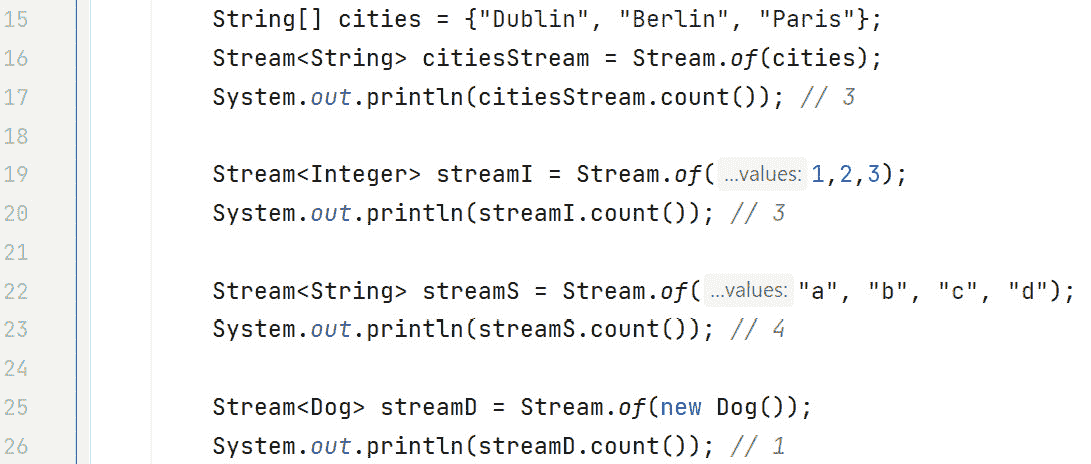 15 String[] cities = {"Dublin", "Berlin", "Paris"};
16 Stream<String> citiesStream = Stream.of(cities);
17 System.out.println(citiesStream.count()); // 3
18
19 Stream<Integer> streamI = Stream.of( ...values: 1,2,3);
20 System.out.println(streamI.count()); // 3
21
22 Stream<String> streamS = Stream.of( ...values: "a", "b", "c", "d");
23 System.out.println(streamS.count()); // 4
24
25 Stream<Dog> streamD = Stream.of(new Dog());
26 System.out.println(streamD.count()); // 1